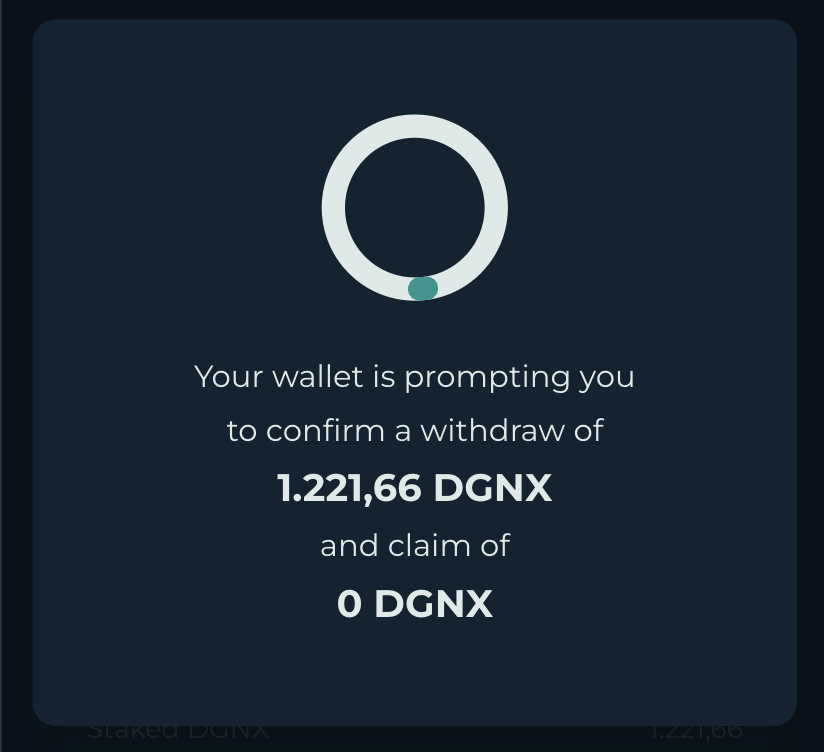 Your wallet is prompting you
to confirm a withdraw of
1.221,66 DGNX
and claim of
0 DGNX
Staked DGNX 1.221,66